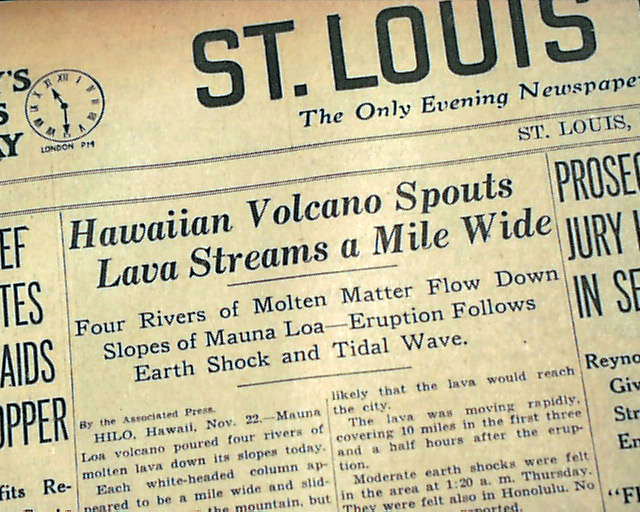 Y'S
S
AY
LONDON PM
ST. LOUIS
The Only Evening Newspape
ST. LOUIS,
EF
TES
AIDS
OPPER
fits Re-
Hawaiian Volcano Spouts
Lava Streams a Mile Wide
Four Rivers of Molten Matter Flow Down
Slopes of Mauna Loa—Eruption Follows
Earth Shock and Tidal Wave.
By the Associated Press.
HILO, Hawaii, Nov. 22.—Mauna
Loa volcano poured four rivers of
molten lava down its slopes today.
Each white-headed column ap-
peared to be a mile wide and slid-
the mountain, but
likely that the lava would reach
the city.
The lava was moving rapidly,
covering 10 miles in the first three
and a half hours after the erup-
tion.
Moderate earth shocks were felt
in the area at 1:20 a. m. Thursday.
They were felt also in Honolulu. No
reported.
PROSEC
JURY
IN SE
Reyno
Giv
Str
En
"F